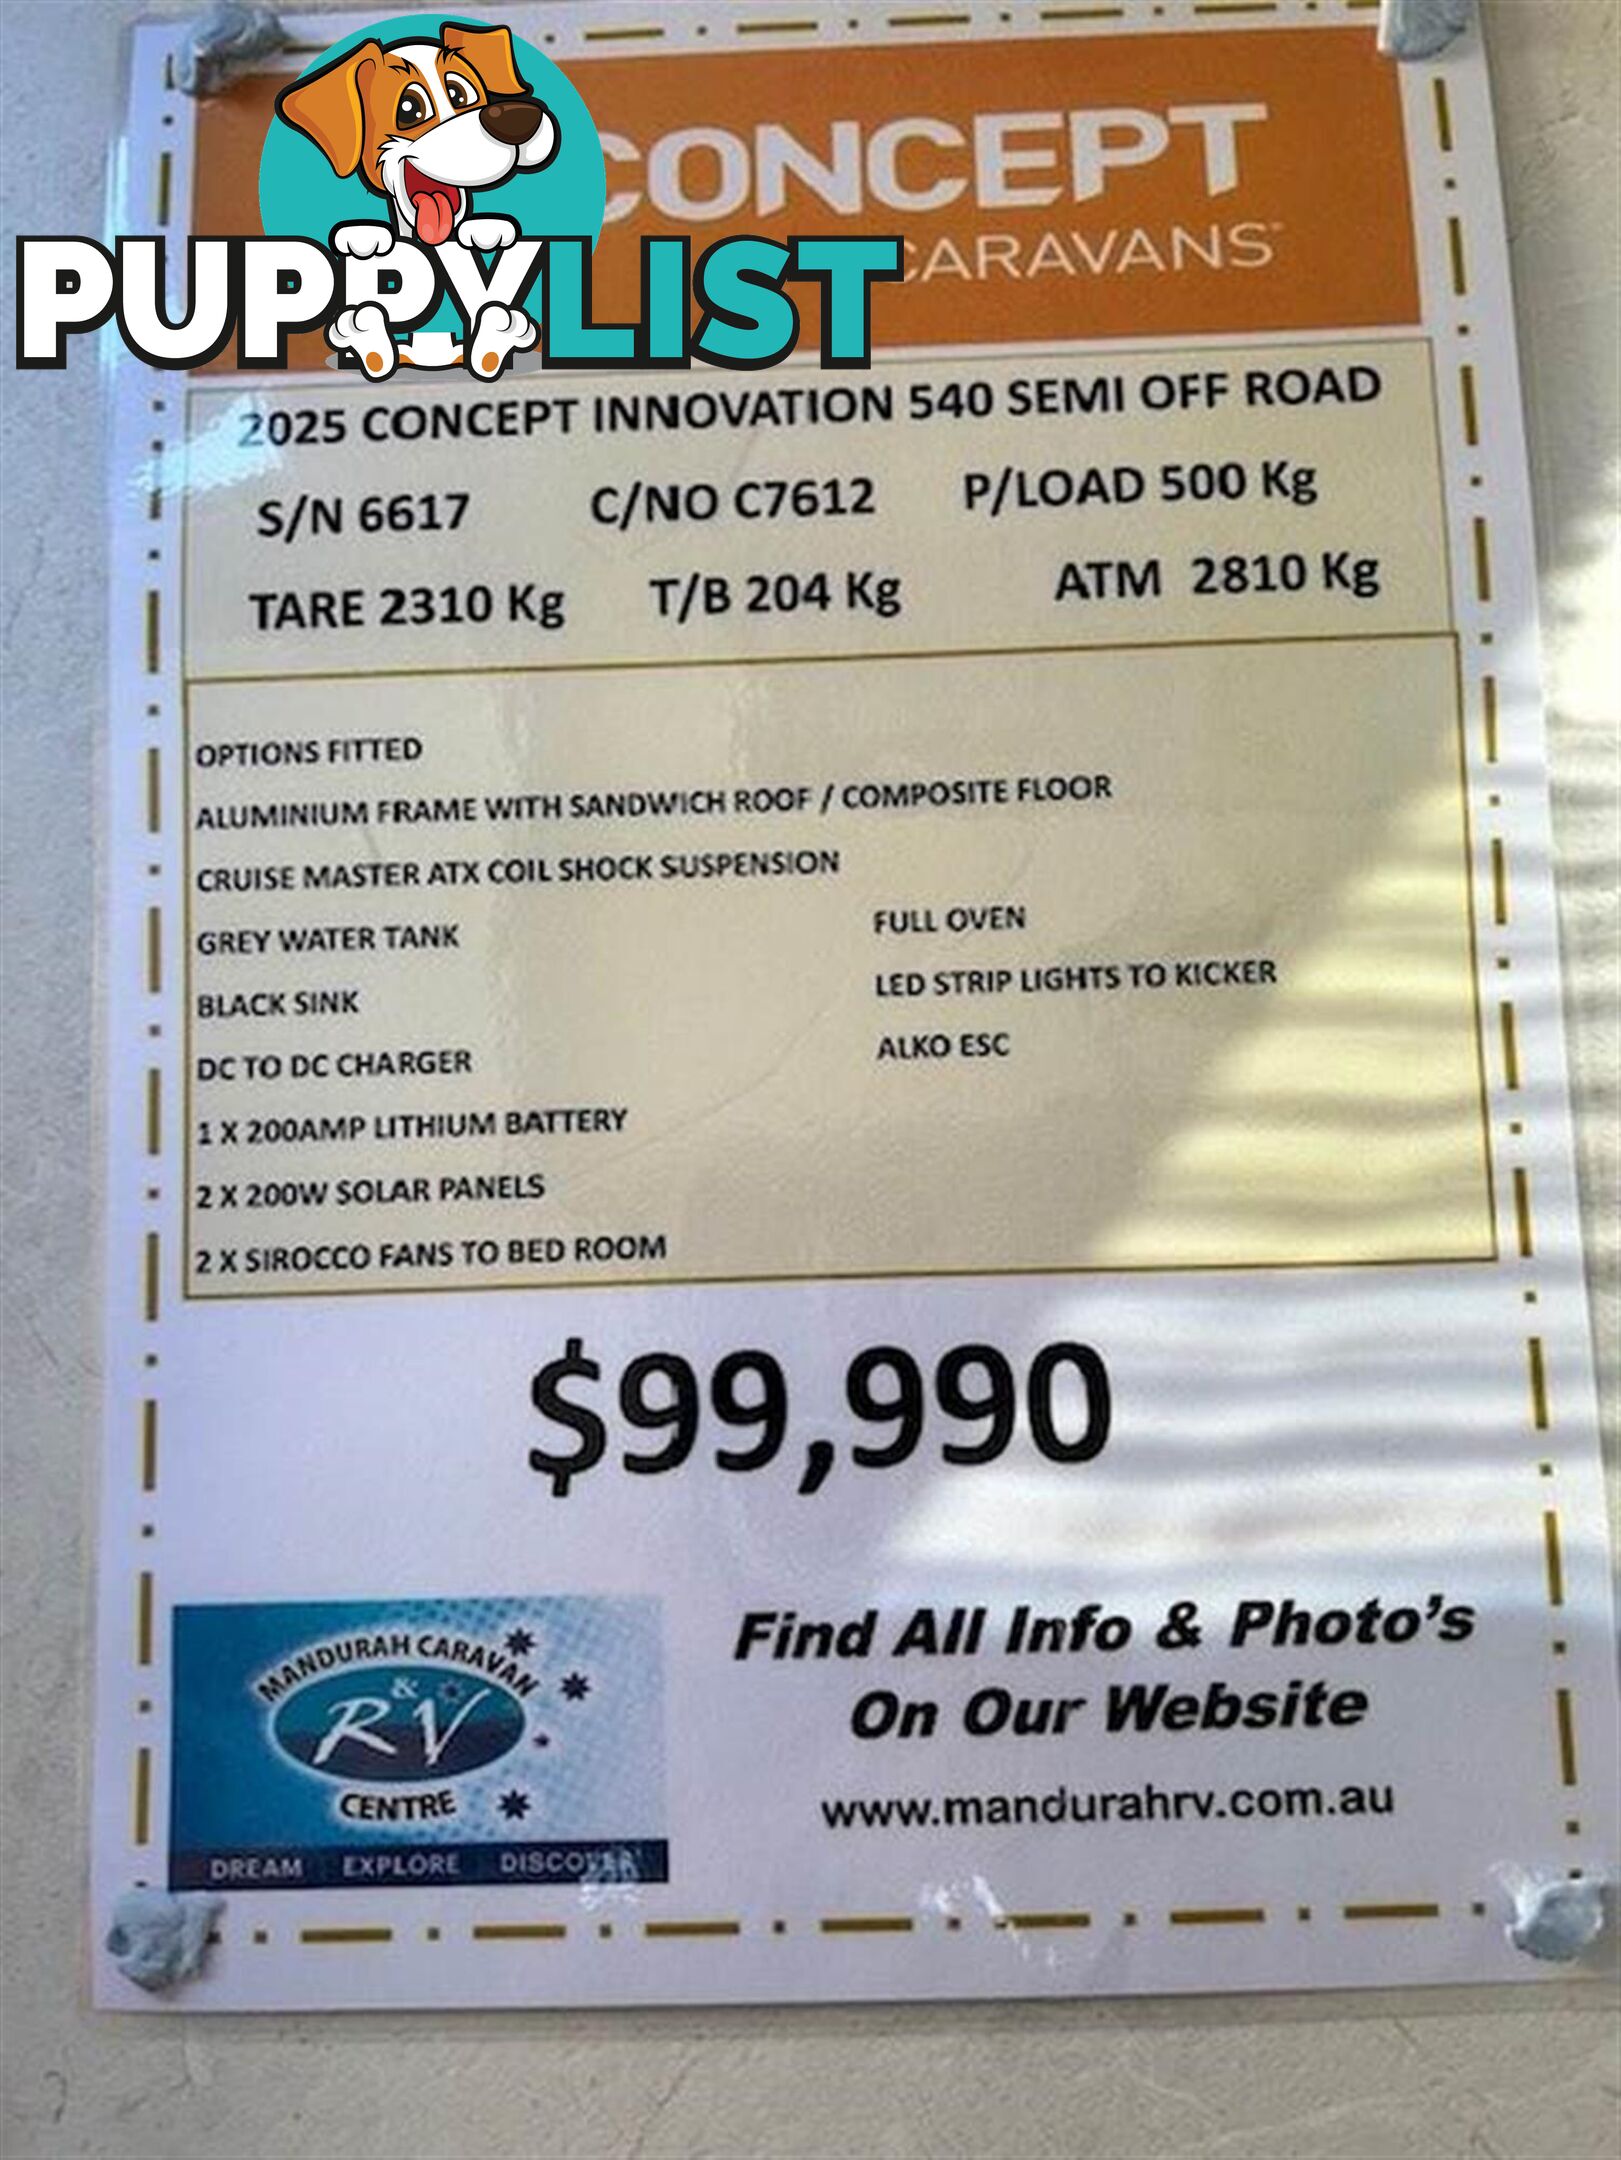 PUPPYLIST
CONCEPT
CARAVANS
2025 CONCEPT INNOVATION 540 SEMI OFF ROAD
S/N 6617 C/NO C7612 P/LOAD 500 Kg
TARE 2310 Kg T/B 204 Kg ATM 2810 Kg
OPTIONS FITTED
ALUMINIUM FRAME WITH SANDWICH ROOF / COMPOSITE FLOOR
CRUISE MASTER ATX COIL SHOCK SUSPENSION
GREY WATER TANK FULL OVEN
BLACK SINK LED STRIP LIGHTS TO KICKER
DC TO DC CHARGER ALKO ESC
1 X 200AMP LITHIUM BATTERY
2 X 200W SOLAR PANELS
2 X SIROCCO FANS TO BED ROOM
$99,990
MANDURAH CARAVAN
& RV
CENTRE
DREAM EXPLORE DISCOVER
Find All Info & Photo's
On Our Website
www.mandurahrv.com.au